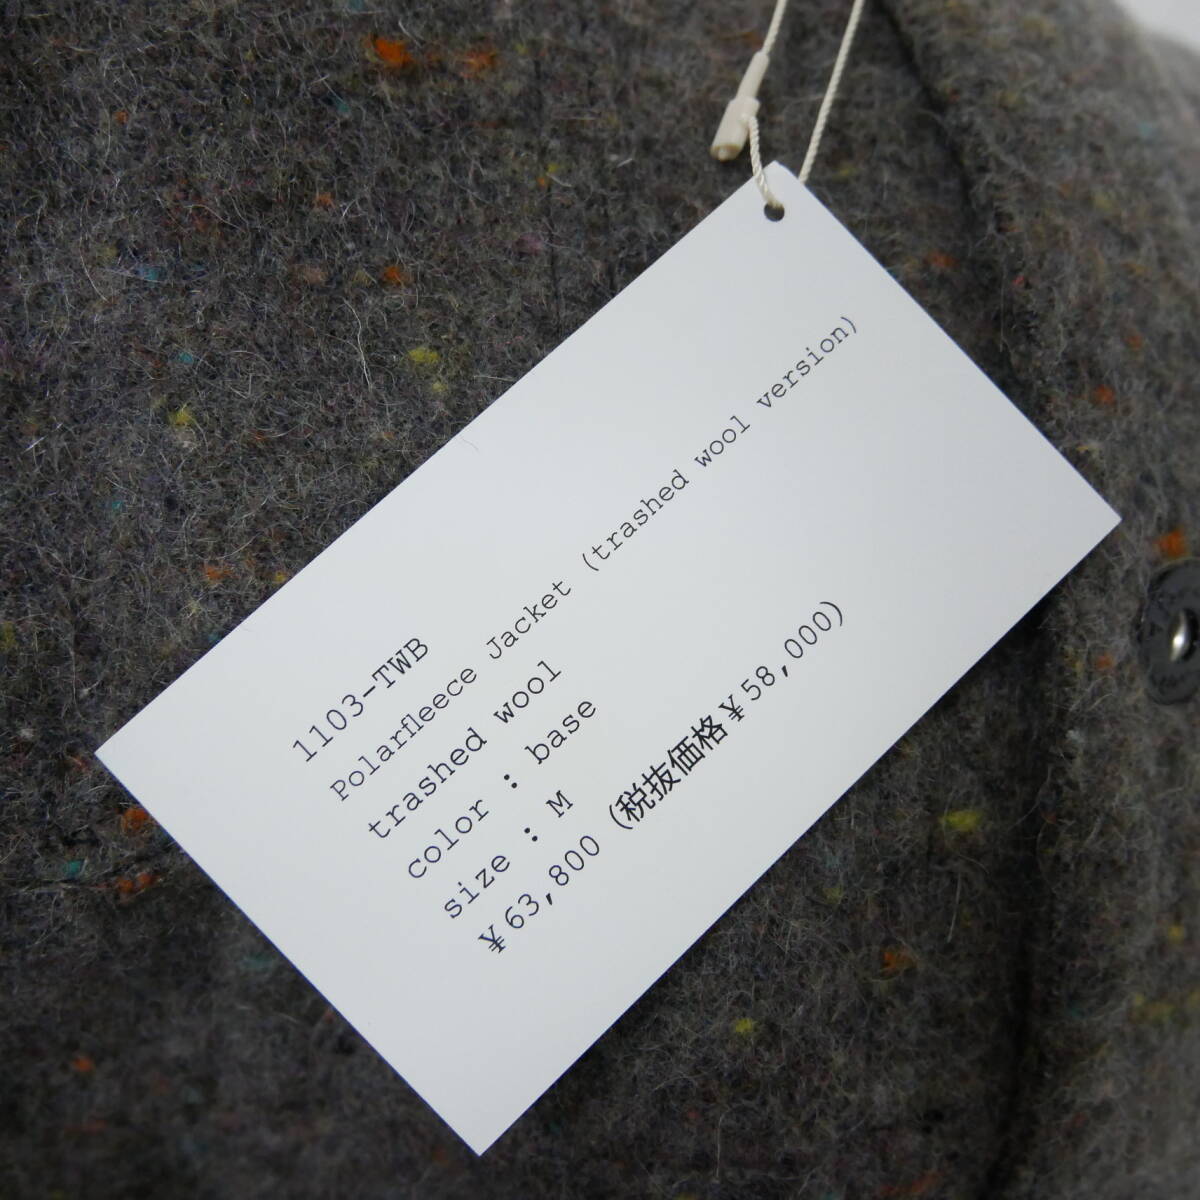 1103-TWB
Polarfleece Jacket (trashed wool version)
trashed wool
color : base
size : M
¥63,800 (税抜価格¥58,000)